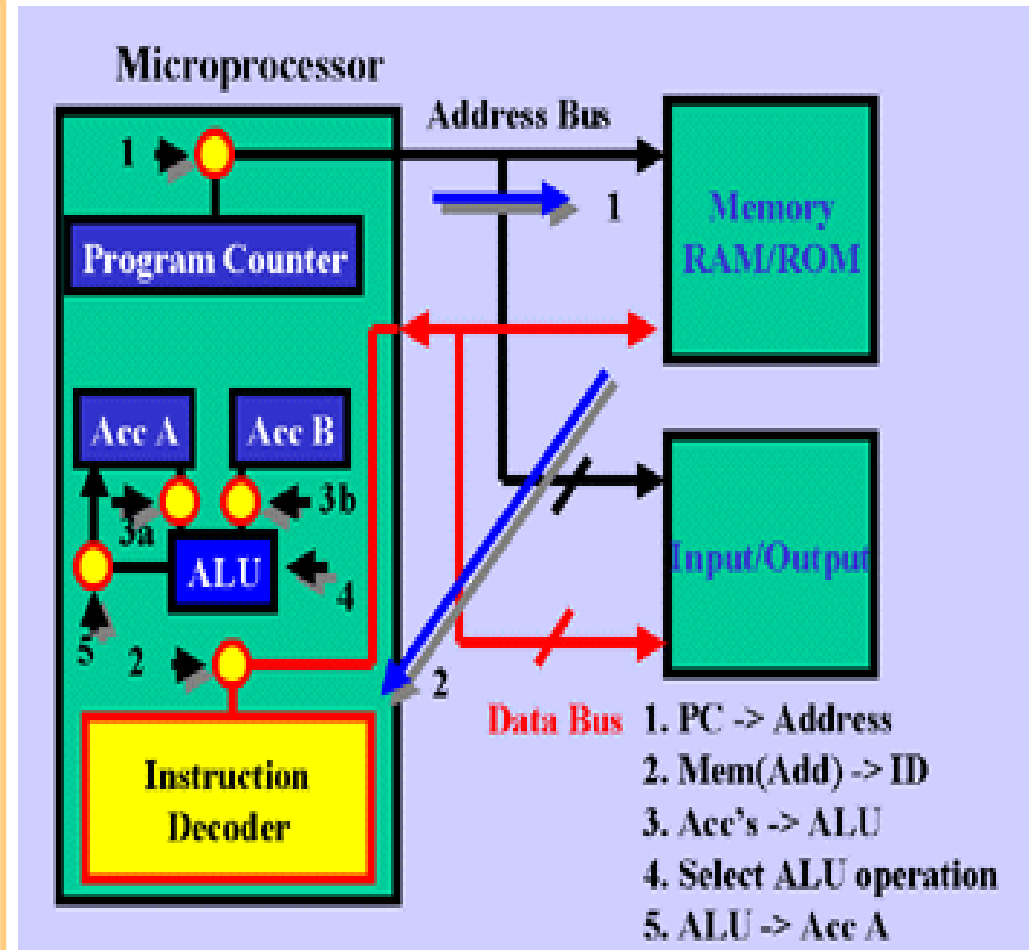 Microprocessor
Address Bus
1
1
Memory
RAM/ROM
Program Counter
Acc A
Acc B
3a
3b
ALU
4
Input/Output
5
2
2
Instruction
Decoder
Data Bus
1. PC -> Address
2. Mem(Add) -> ID
3. Acc's -> ALU
4. Select ALU operation
5. ALU -> Acc A